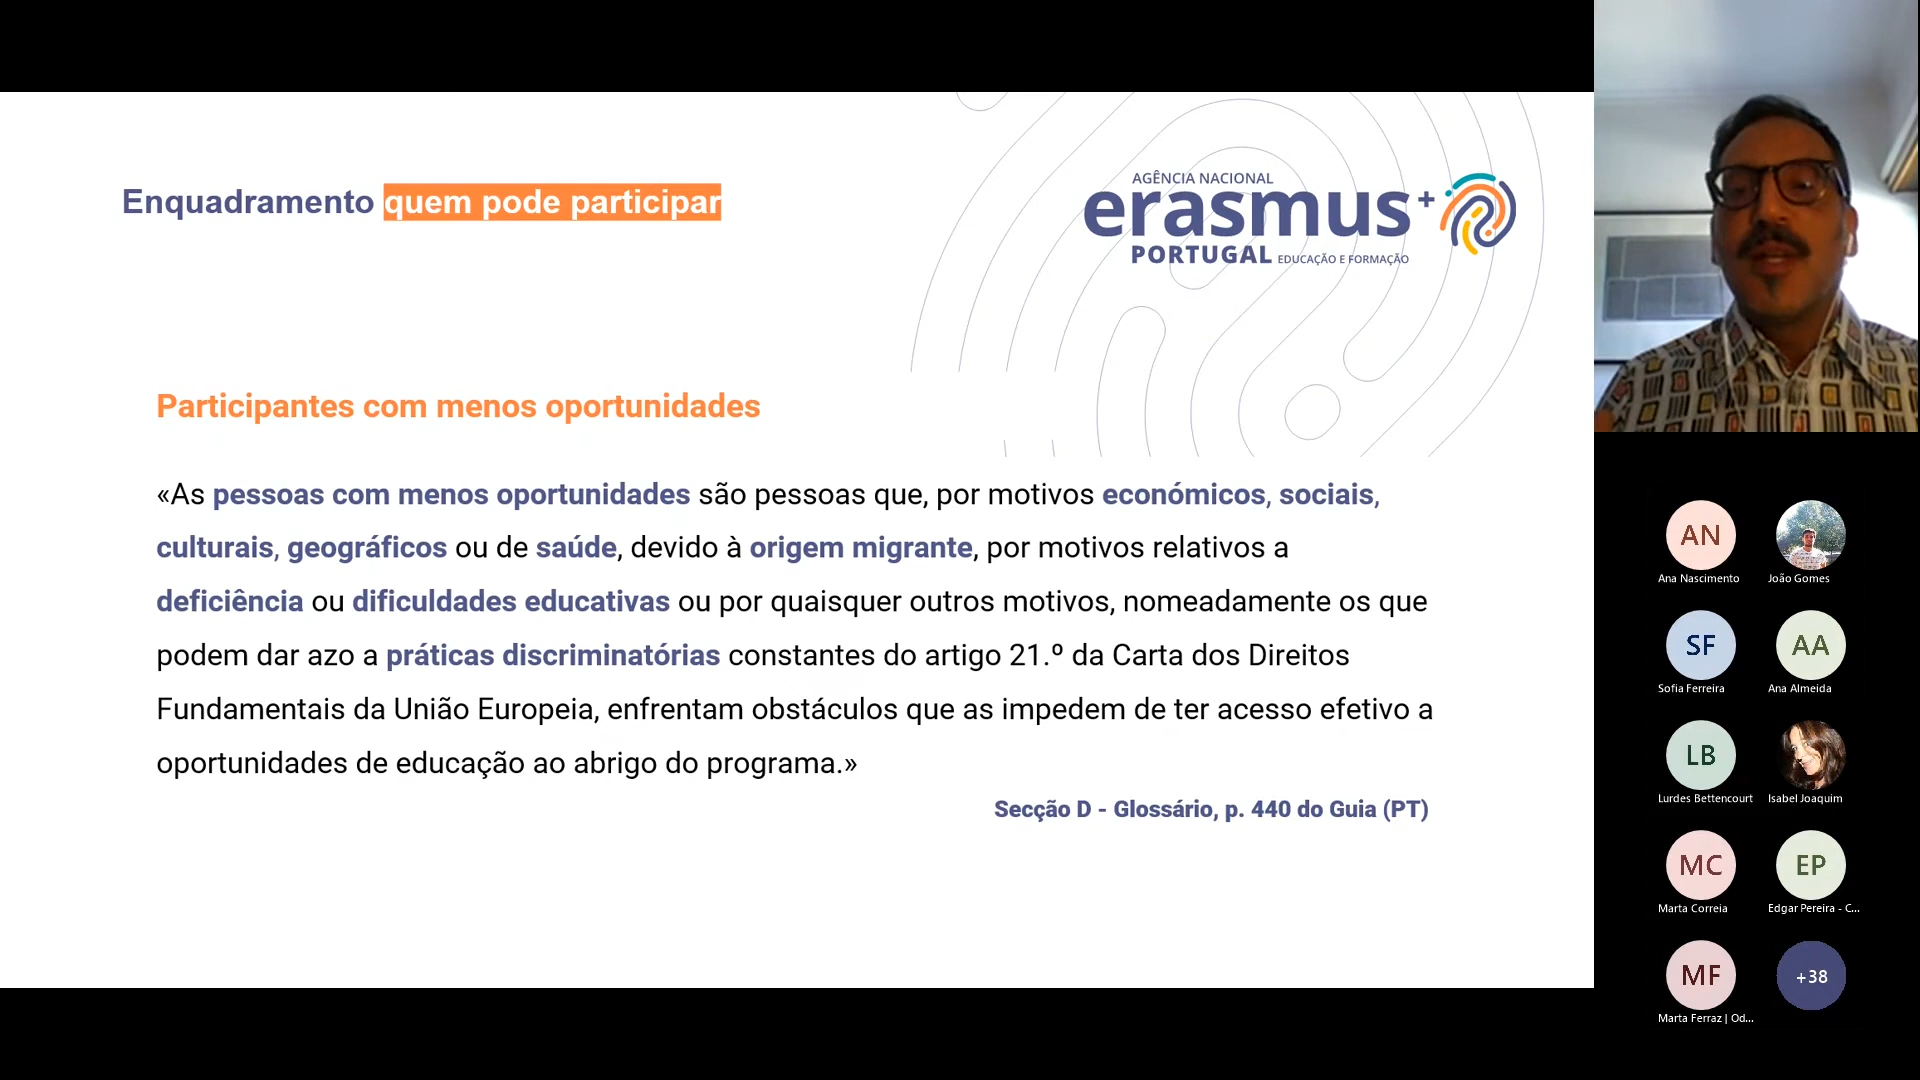 Enquadramento quem pode participar
AGÊNCIA NACIONAL
erasmus+
PORTUGAL EDUCAÇÃO E FORMAÇÃO
Participantes com menos oportunidades
«As pessoas com menos oportunidades são pessoas que, por motivos económicos, sociais,
culturais, geográficos ou de saúde, devido à origem migrante, por motivos relativos a
deficiência ou dificuldades educativas ou por quaisquer outros motivos, nomeadamente os que
podem dar azo a práticas discriminatórias constantes do artigo 21.º da Carta dos Direitos
Fundamentais da União Europeia, enfrentam obstáculos que as impedem de ter acesso efetivo a
oportunidades de educação ao abrigo do programa.»
Secção D - Glossário, p. 440 do Guia (PT)
AN
Ana Nascimento
João Gomes
SF
AA
Sofia Ferreira
Ana Almeida
LB
Lurdes Bettencourt
Isabel Joaquim
MC
EP
Marta Correia
Edgar Pereira - C...
MF
+38
Marta Ferraz | Od...